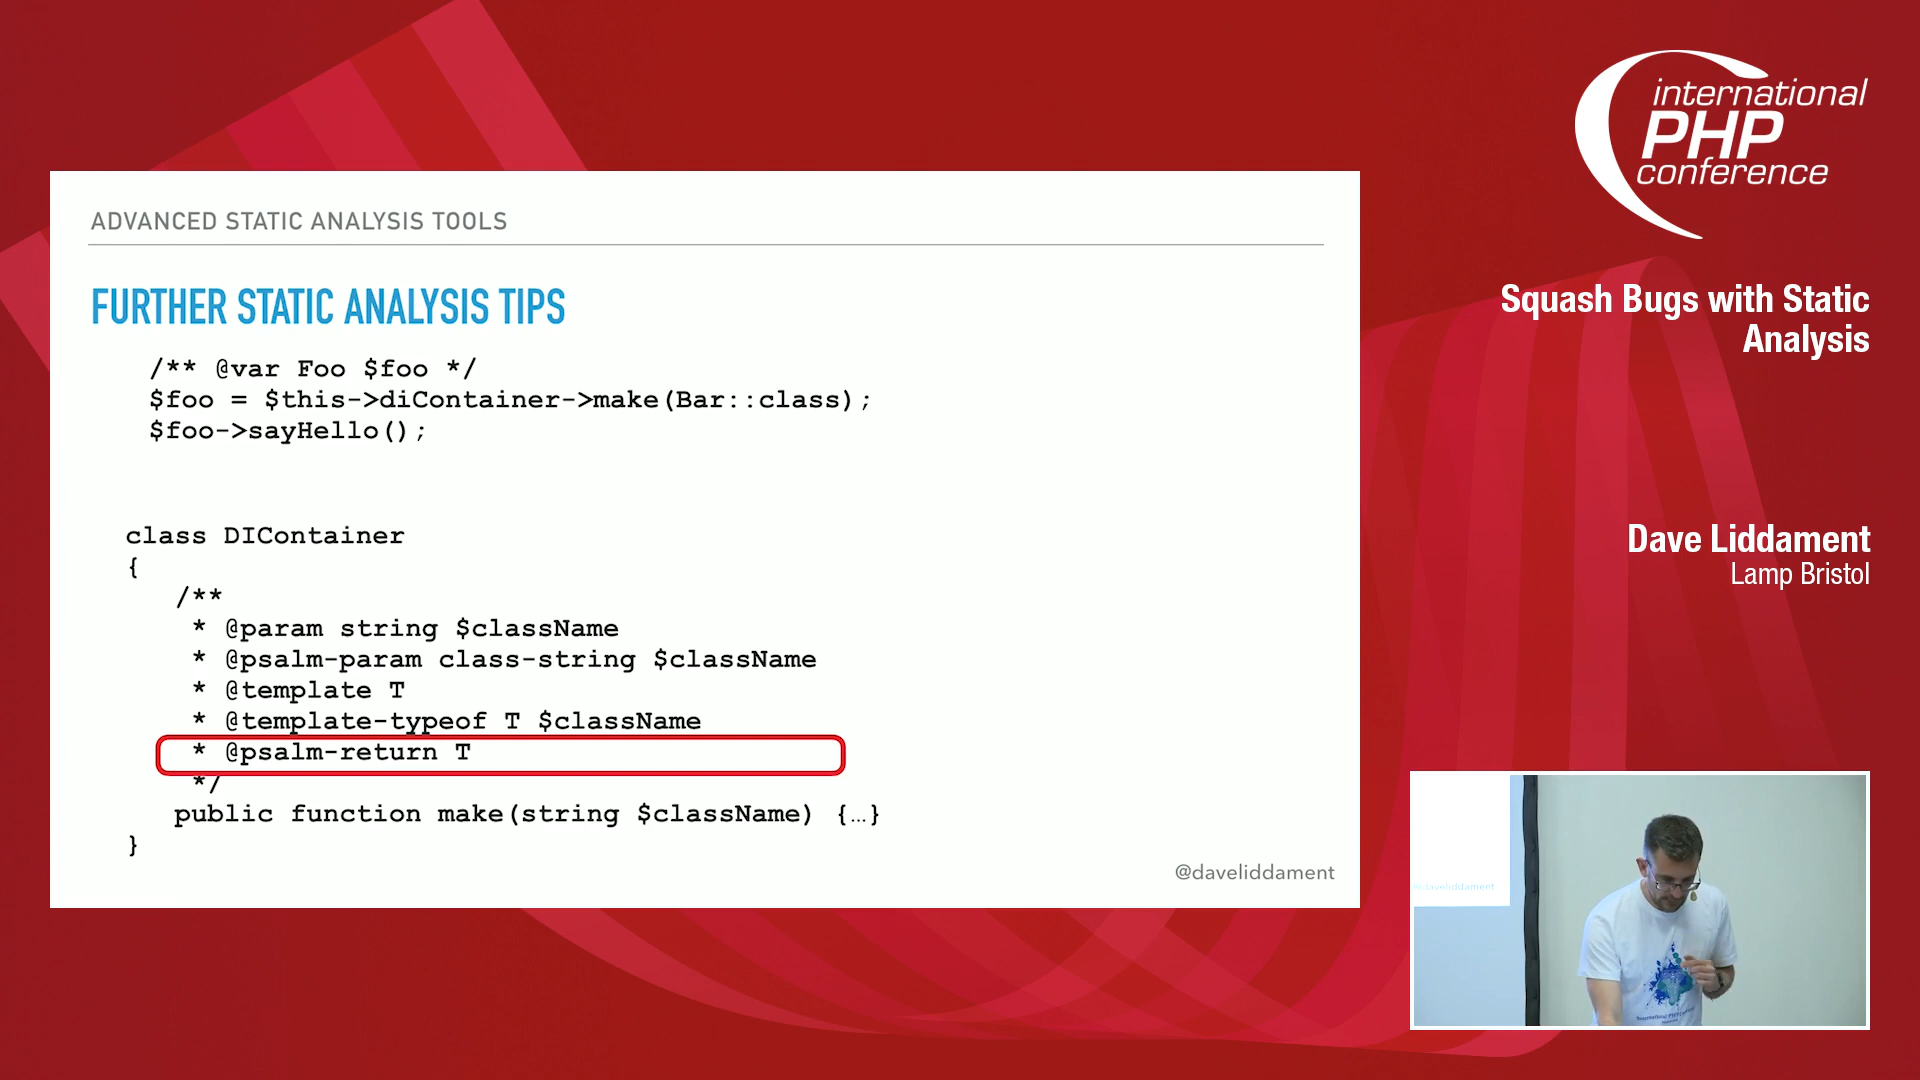 ADVANCED STATIC ANALYSIS TOOLS
FURTHER STATIC ANALYSIS TIPS
/** @var Foo $foo */
$foo = $this->diContainer->make(Bar::class);
$foo->sayHello();
class DIContainer
{
/**
* @param string $className
* @psalm-param class-string $className
* @template T
* @template-typeof T $className
* @psalm-return T
*/
public function make(string $className) {…}
}
@daveliddament
international
PHP
conference
Squash Bugs with Static
Analysis
Dave Liddament
Lamp Bristol
@daveliddament